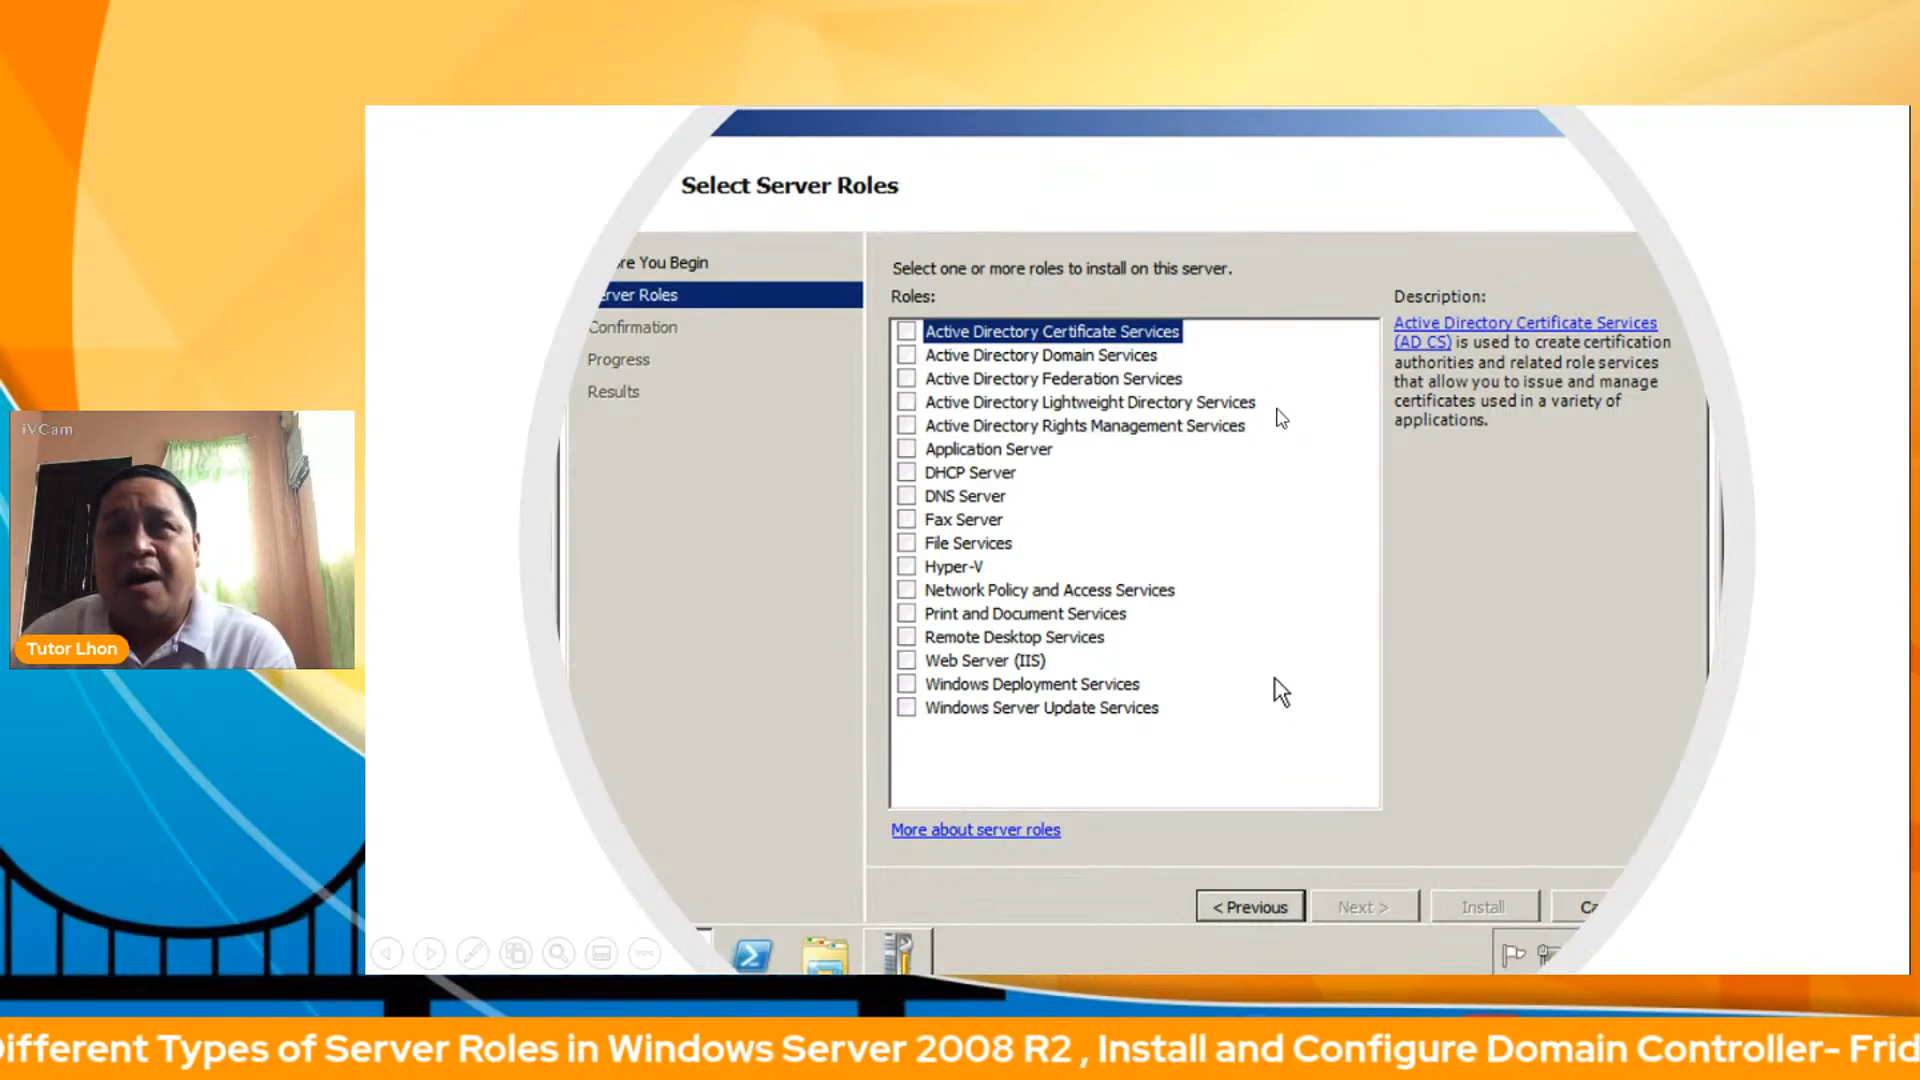 Select Server Roles
ore You Begin
erver Roles
Confirmation
Progress
Results
Select one or more roles to install on this server.
Roles:
Active Directory Certificate Services
Active Directory Domain Services
Active Directory Federation Services
Active Directory Lightweight Directory Services
Active Directory Rights Management Services
Application Server
DHCP Server
DNS Server
Fax Server
File Services
Hyper-V
Network Policy and Access Services
Print and Document Services
Remote Desktop Services
Web Server (IIS)
Windows Deployment Services
Windows Server Update Services
More about server roles
Description:
Active Directory Certificate Services
(AD CS) is used to create certification
authorities and related role services
that allow you to issue and manage
certificates used in a variety of
applications.
< Previous
Next >
Install
Ca
iVCam
Tutor Lhon
Different Types of Server Roles in Windows Server 2008 R2 , Install and Configure Domain Controller- Frid